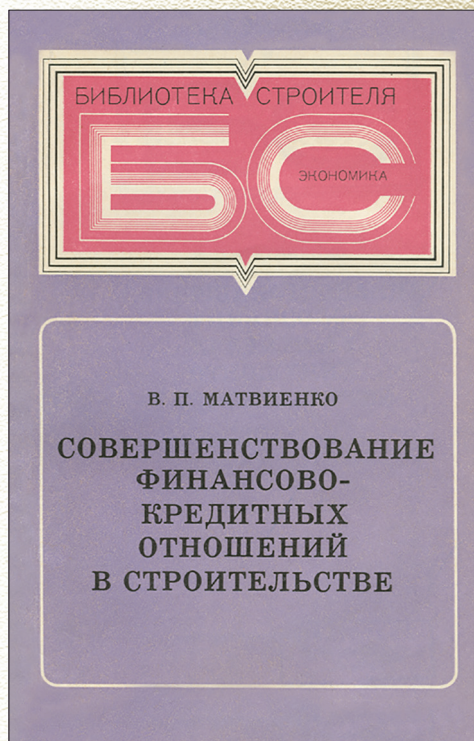 БИБЛИОТЕКА СТРОИТЕЛЯ
БС
ЭКОНОМИКА
В. П. МАТВИЕНКО
СОВЕРШЕНСТВОВАНИЕ
ФИНАНСОВО-
КРЕДИТНЫХ
ОТНОШЕНИЙ
В СТРОИТЕЛЬСТВЕ